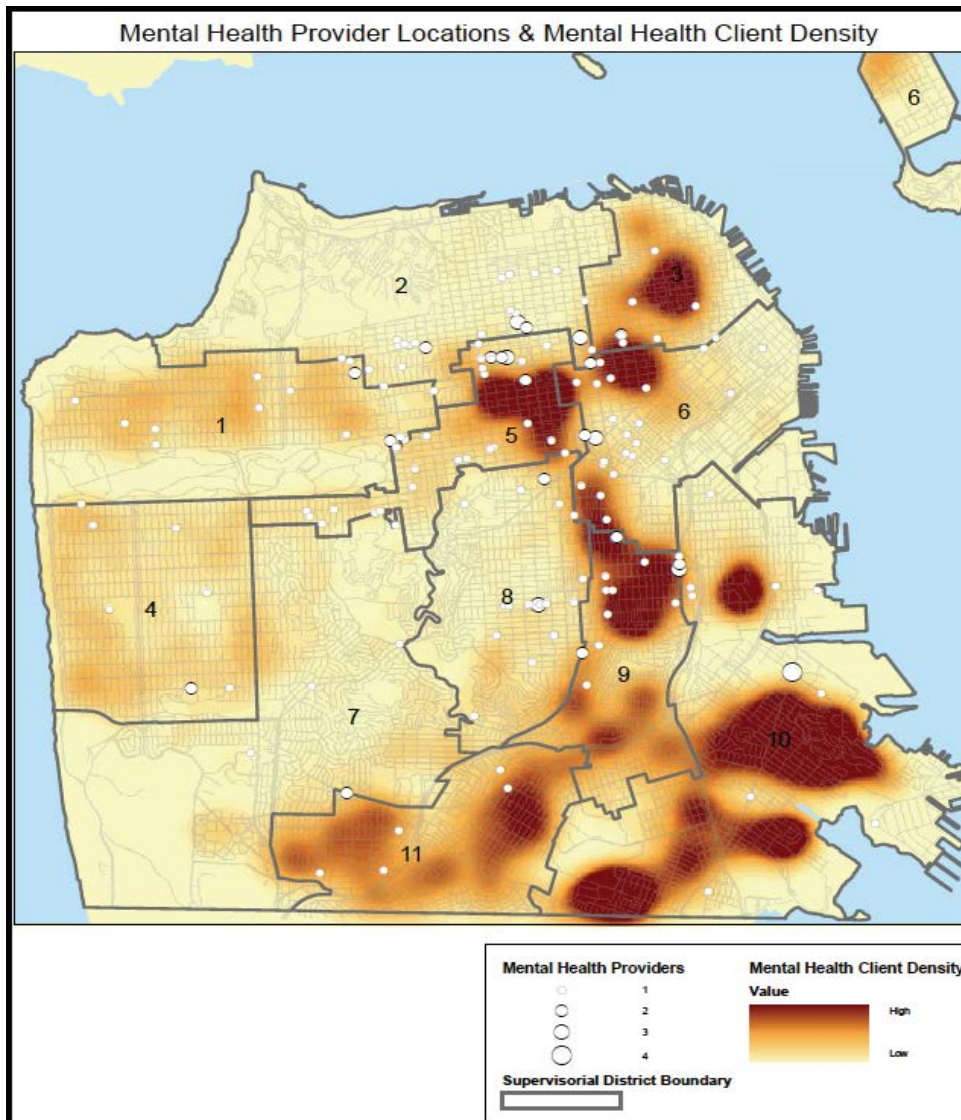 Mental Health Provider Locations & Mental Health Client Density
6
2
3
1
6
5
4
8
9
7
10
11
Mental Health Providers
1
2
3
4
Supervisorial District Boundary
Mental Health Client Density
Value
High
Low